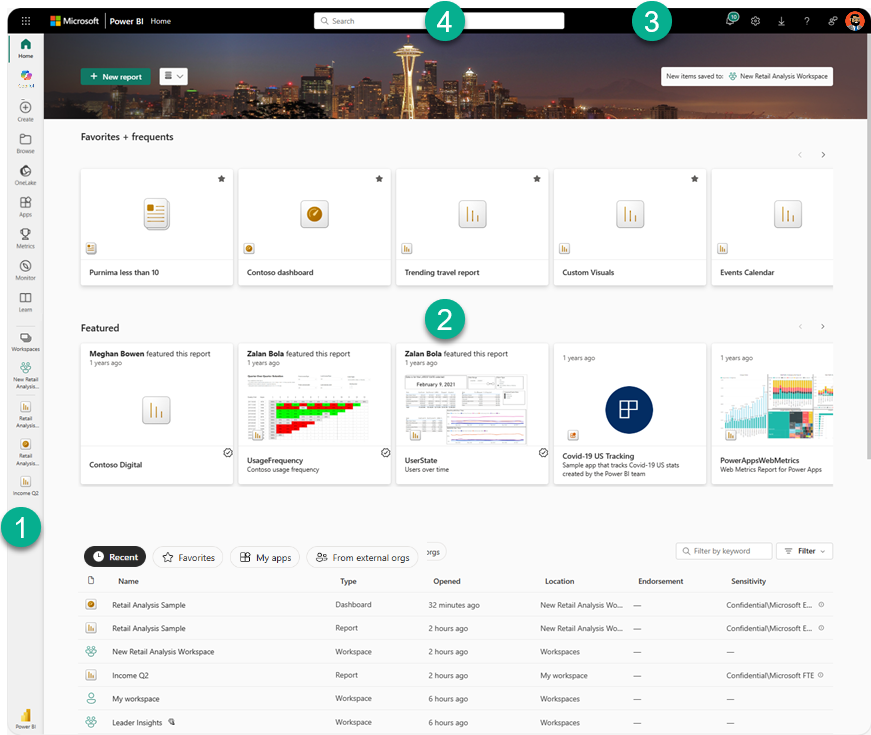 Microsoft Power BI Home
Search
4
3
10
Home
Create
Browse
OneLake
Apps
Metrics
Monitor
Learn
Workspaces
New Retail
Analysis...
Retail
Analysis...
Retail
Analysis...
Income Q2
1
Power BI
+ New report
New items saved to: New Retail Analysis Workspace
Favorites + frequents
Purnima less than 10
Contoso dashboard
Trending travel report
Custom Visuals
Events Calendar
2
Featured
Meghan Bowen featured this report
1 years ago
Contoso Digital
Zalan Bola featured this report
1 years ago
UsageFrequency
Contoso usage frequency
Zalan Bola featured this report
1 years ago
February 9, 2021
UserState
Users over time
1 years ago
Covid-19 US Tracking
Sample app that tracks Covid-19 US stats
created by the Power BI team
1 years ago
PowerAppsWebMetrics
Web Metrics Report for Power Apps
Recent Favorites My apps From external orgs orgs
Filter by keyword Filter
Name Type Opened Location Endorsement Sensitivity
Retail Analysis Sample Dashboard 32 minutes ago New Retail Analysis Wo... — Confidential\Microsoft E...
Retail Analysis Sample Report 2 hours ago New Retail Analysis Wo... — Confidential\Microsoft E...
New Retail Analysis Workspace Workspace 2 hours ago Workspaces — —
Income Q2 Report 2 hours ago My workspace — Confidential\Microsoft FTE
My workspace Workspace 6 hours ago Workspaces — —
Leader Insights Workspace 6 hours ago Workspaces — —